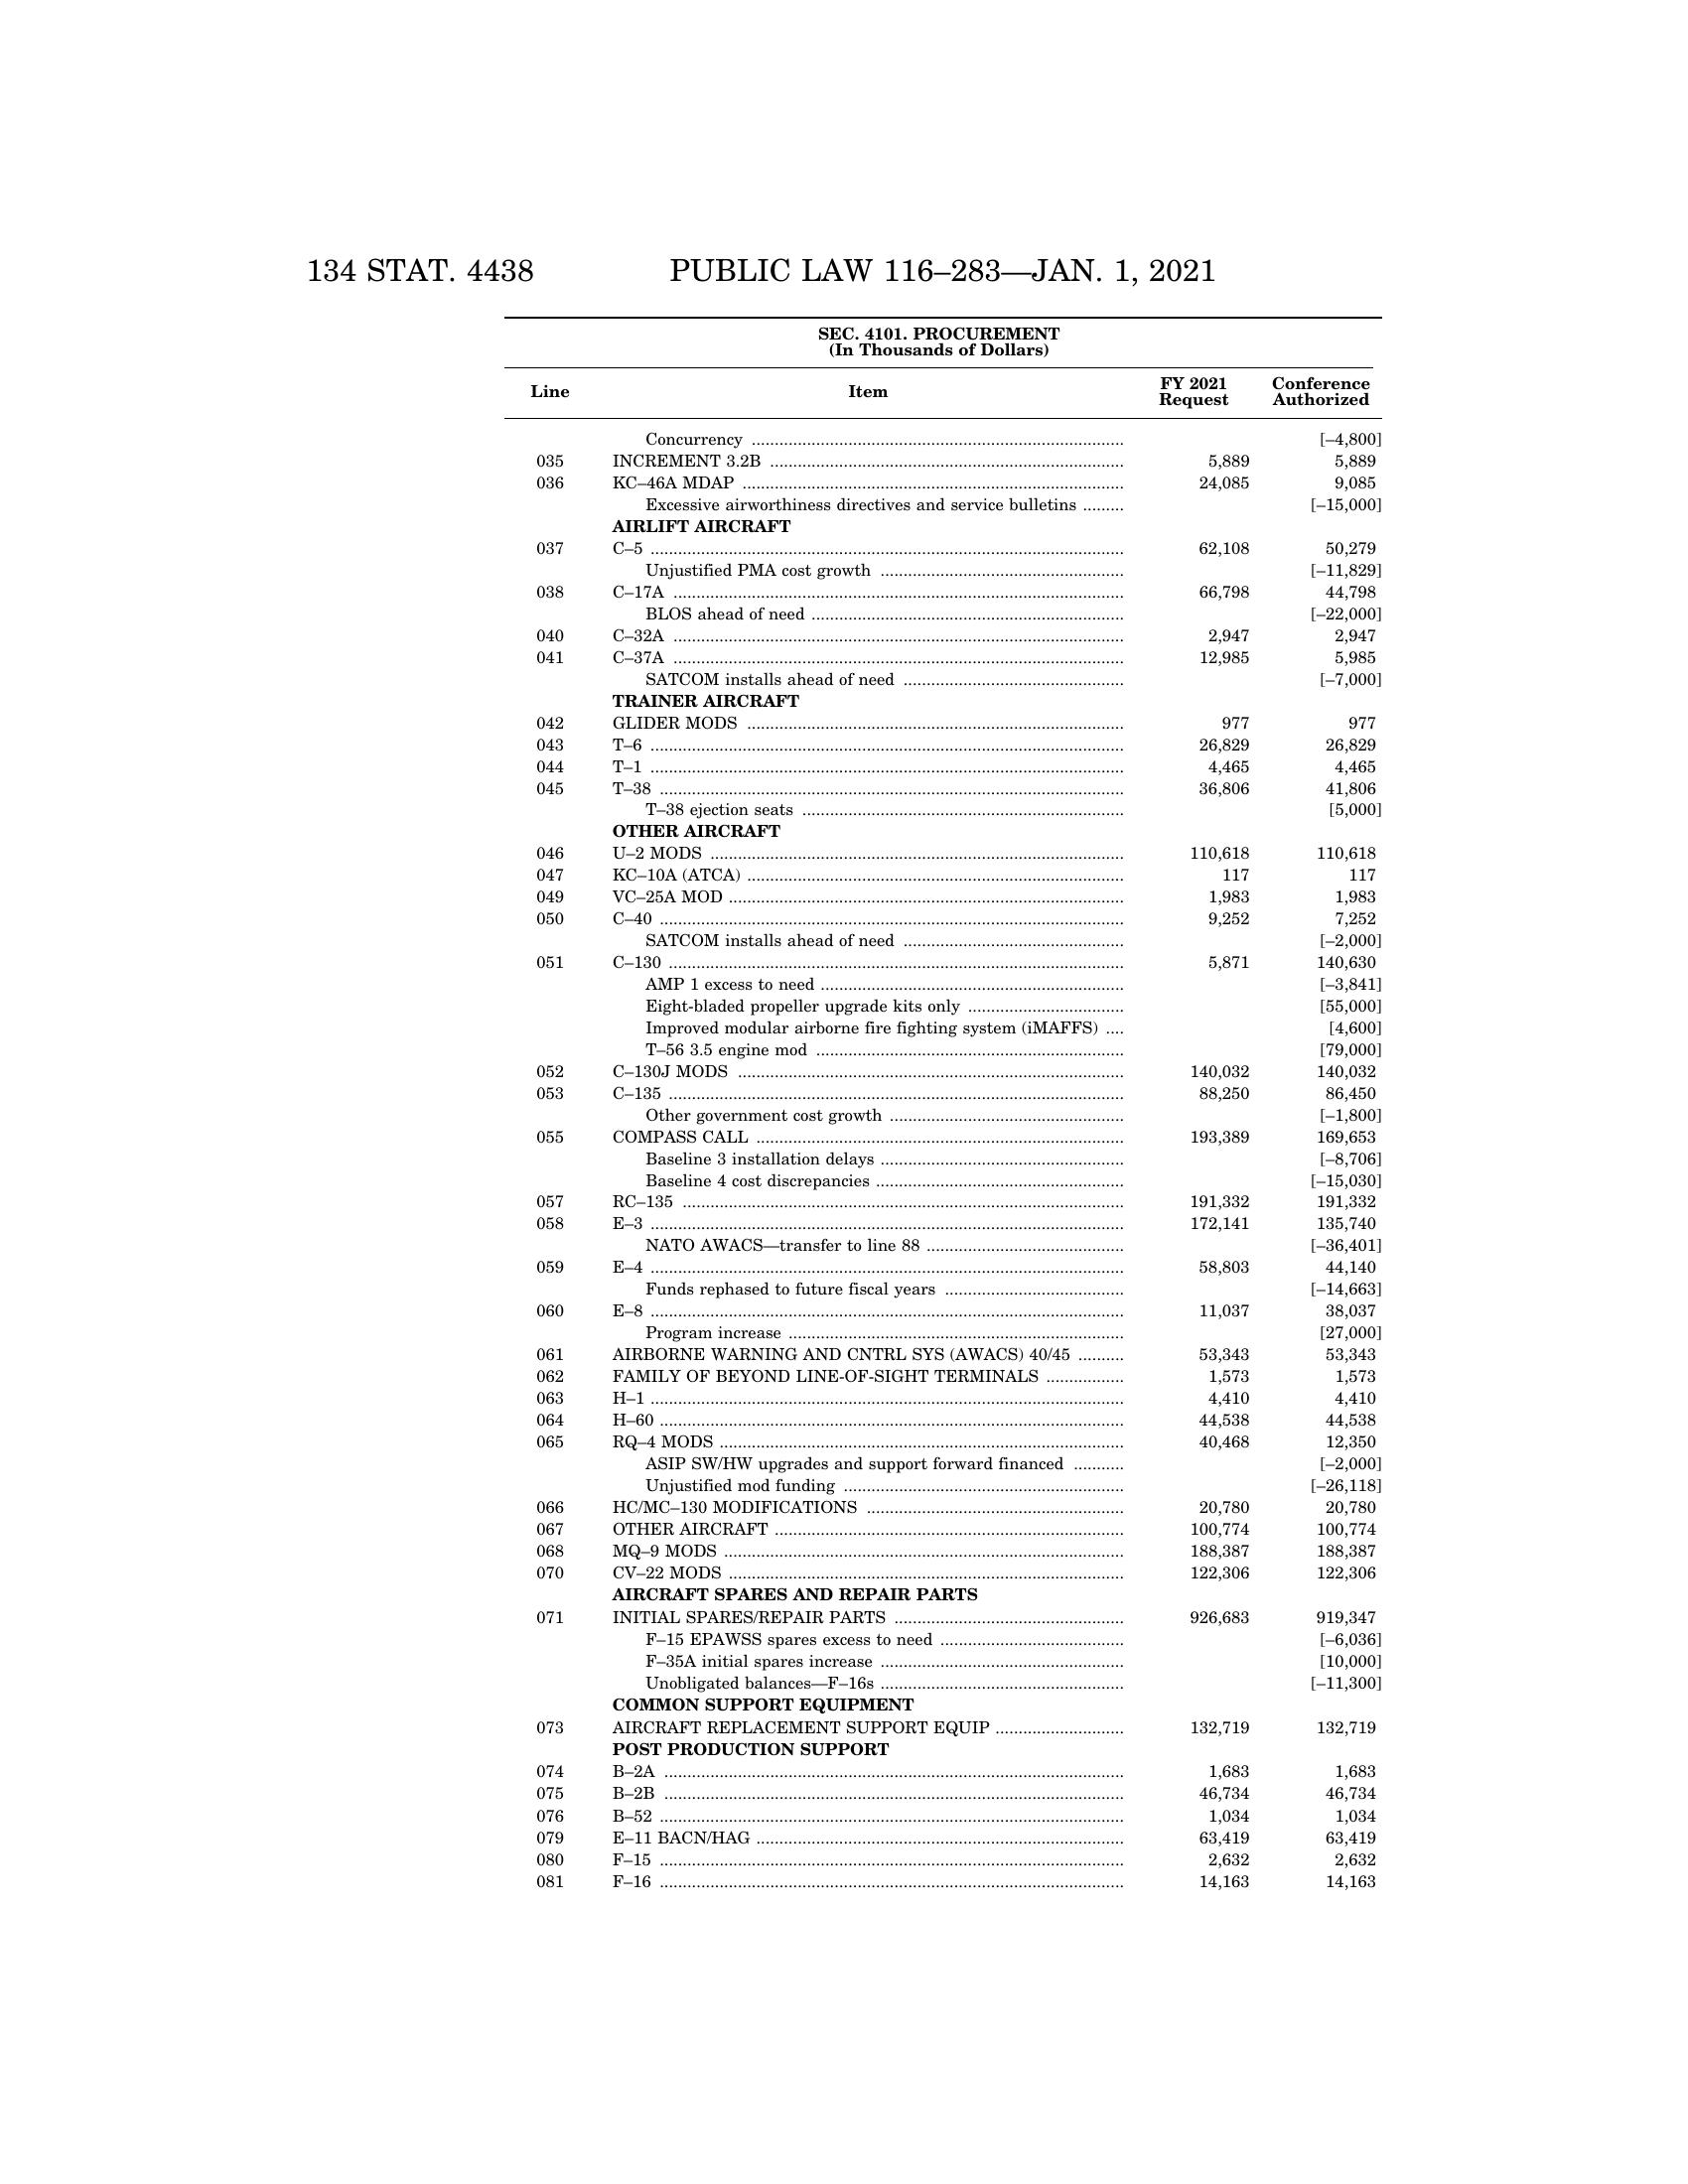 134 STAT. 4438 PUBLIC LAW 116–283—JAN. 1, 2021
SEC. 4101. PROCUREMENT
(In Thousands of Dollars)
Line Item FY 2021 Request Conference Authorized
Concurrency ................ [–4,800]
035 INCREMENT 3.2B ................ 5,889 5,889
036 KC–46A MDAP ................ 24,085 9,085
Excessive airworthiness directives and service bulletins ......... [–15,000]
AIRLIFT AIRCRAFT
037 C–5 ................ 62,108 50,279
Unjustified PMA cost growth ................ [–11,829]
038 C–17A ................ 66,798 44,798
BLOS ahead of need ................ [–22,000]
040 C–32A ................ 2,947 2,947
041 C–37A ................ 12,985 5,985
SATCOM installs ahead of need ................ [–7,000]
TRAINER AIRCRAFT
042 GLIDER MODS ................ 977 977
043 T–6 ................ 26,829 26,829
044 T–1 ................ 4,465 4,465
045 T–38 ................ 36,806 41,806
T–38 ejection seats ................ [5,000]
OTHER AIRCRAFT
046 U–2 MODS ................ 110,618 110,618
047 KC–10A (ATCA) ................ 117 117
049 VC–25A MOD ................ 1,983 1,983
050 C–40 ................ 9,252 7,252
SATCOM installs ahead of need ................ [–2,000]
051 C–130 ................ 5,871 140,630
AMP 1 excess to need ................ [–3,841]
Eight-bladed propeller upgrade kits only ................ [55,000]
Improved modular airborne fire fighting system (iMAFFS) .... [4,600]
T–56 3.5 engine mod ................ [79,000]
052 C–130J MODS ................ 140,032 140,032
053 C–135 ................ 88,250 86,450
Other government cost growth ................ [–1,800]
055 COMPASS CALL ................ 193,389 169,653
Baseline 3 installation delays ................ [–8,706]
Baseline 4 cost discrepancies ................ [–15,030]
057 RC–135 ................ 191,332 191,332
058 E–3 ................ 172,141 135,740
NATO AWACS—transfer to line 88 ................ [–36,401]
059 E–4 ................ 58,803 44,140
Funds rephased to future fiscal years ................ [–14,663]
060 E–8 ................ 11,037 38,037
Program increase ................ [27,000]
061 AIRBORNE WARNING AND CNTRL SYS (AWACS) 40/45 .......... 53,343 53,343
062 FAMILY OF BEYOND LINE-OF-SIGHT TERMINALS ................ 1,573 1,573
063 H–1 ................ 4,410 4,410
064 H–60 ................ 44,538 44,538
065 RQ–4 MODS ................ 40,468 12,350
ASIP SW/HW upgrades and support forward financed ........... [–2,000]
Unjustified mod funding ................ [–26,118]
066 HC/MC–130 MODIFICATIONS ................ 20,780 20,780
067 OTHER AIRCRAFT ................ 100,774 100,774
068 MQ–9 MODS ................ 188,387 188,387
070 CV–22 MODS ................ 122,306 122,306
AIRCRAFT SPARES AND REPAIR PARTS
071 INITIAL SPARES/REPAIR PARTS ................ 926,683 919,347
F–15 EPAWSS spares excess to need ................ [–6,036]
F–35A initial spares increase ................ [10,000]
Unobligated balances—F–16s ................ [–11,300]
COMMON SUPPORT EQUIPMENT
073 AIRCRAFT REPLACEMENT SUPPORT EQUIP ................ 132,719 132,719
POST PRODUCTION SUPPORT
074 B–2A ................ 1,683 1,683
075 B–2B ................ 46,734 46,734
076 B–52 ................ 1,034 1,034
079 E–11 BACN/HAG ................ 63,419 63,419
080 F–15 ................ 2,632 2,632
081 F–16 ................ 14,163 14,163